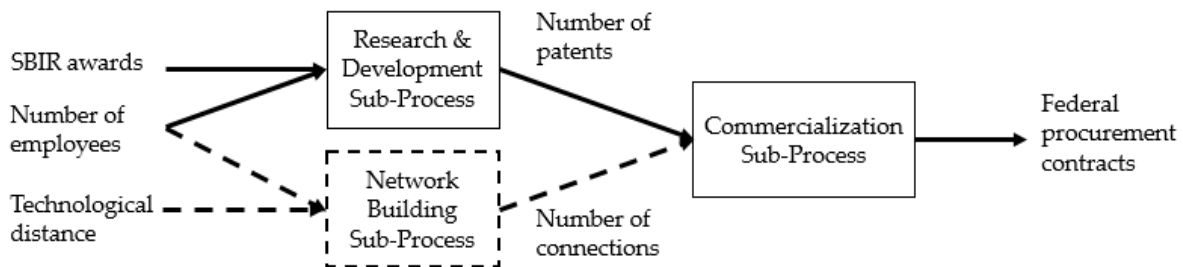 SBIR awards
Number of
employees
Technological
distance
Research &
Development
Sub-Process
Network
Building
Sub-Process
Number of
patents
Number of
connections
Commercialization
Sub-Process
Federal
procurement
contracts